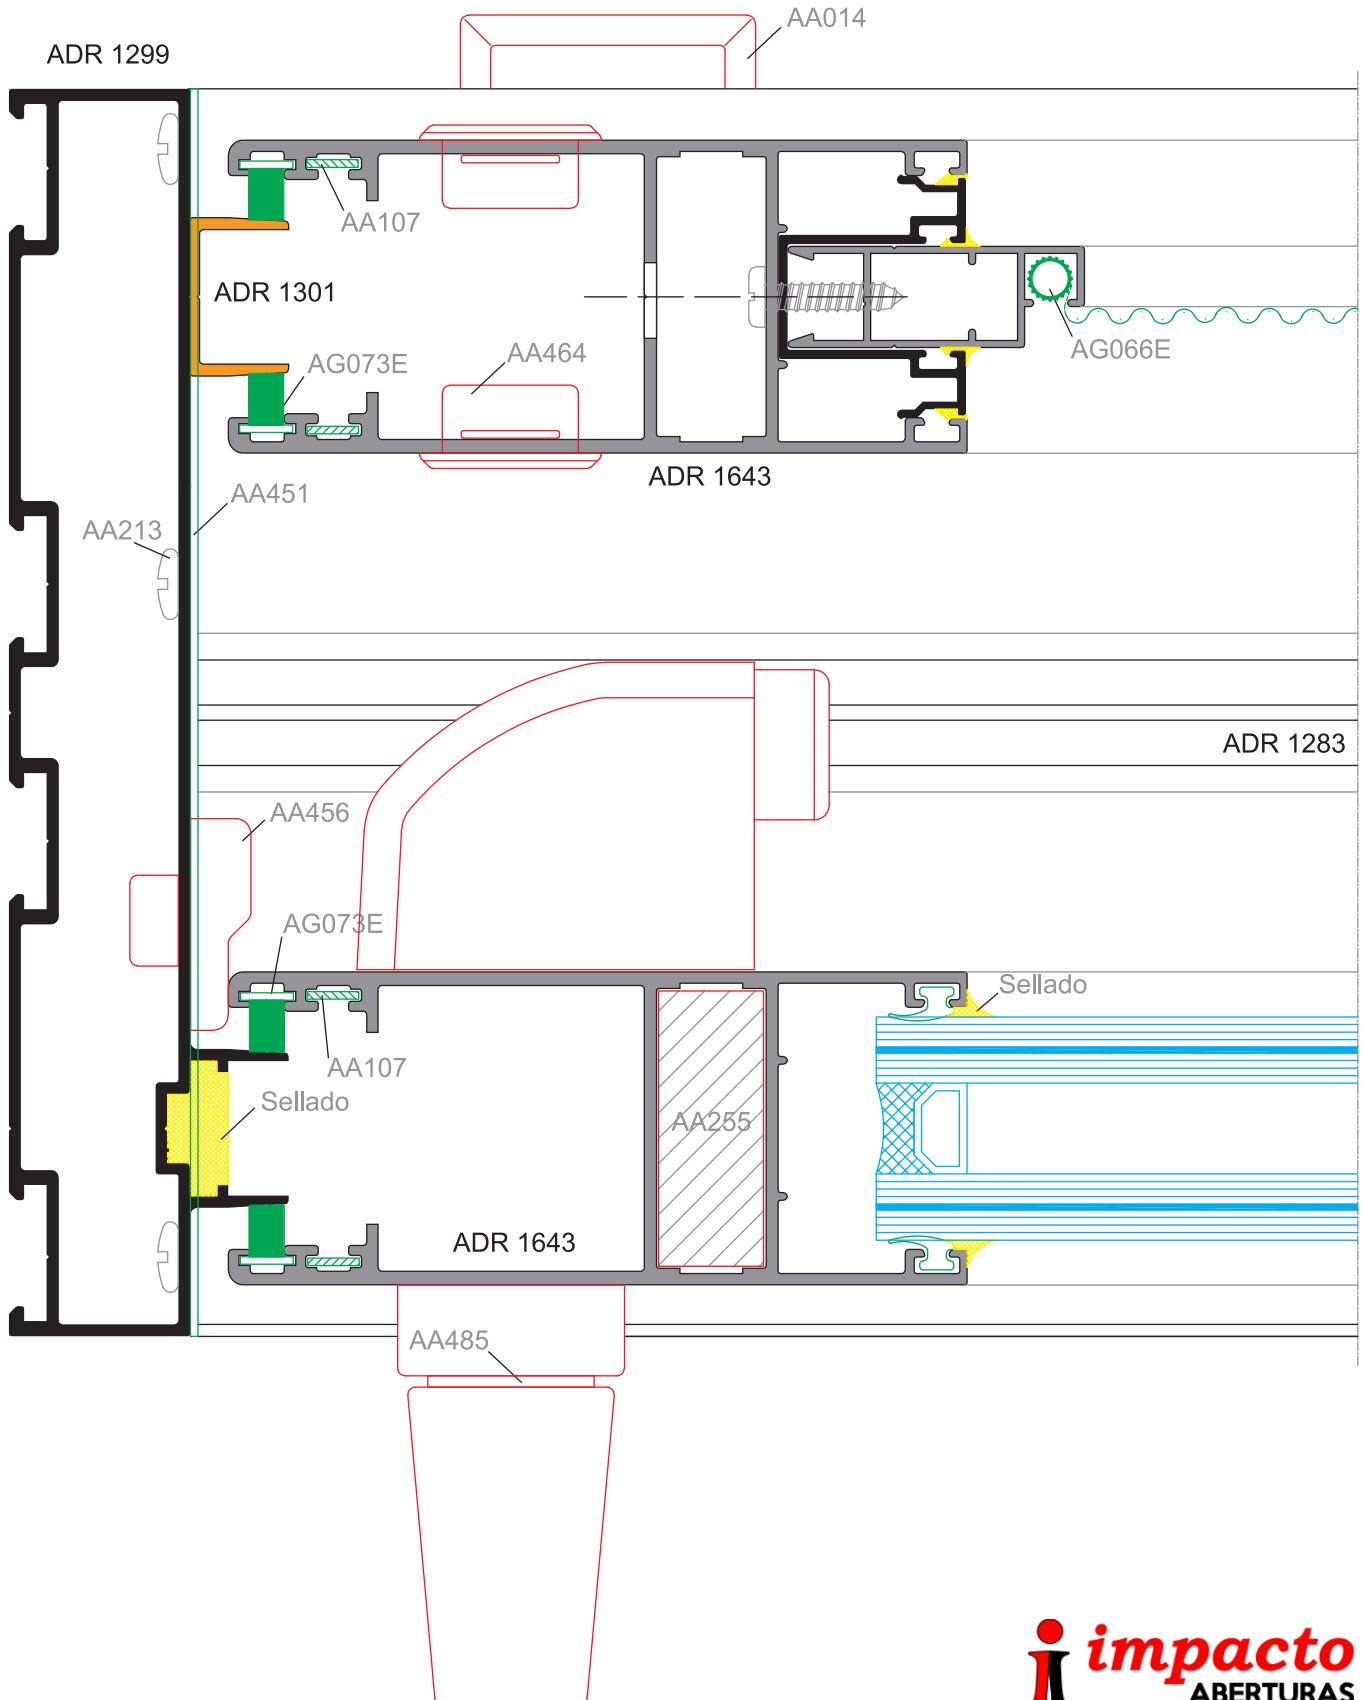 AA014
ADR 1299
AA107
ADR 1301
AG073E
AA464
AG066E
ADR 1643
AA451
AA213
ADR 1283
AA456
AG073E
Sellado
AA107
Sellado
AA255
ADR 1643
AA485
impacto
ABERTURAS